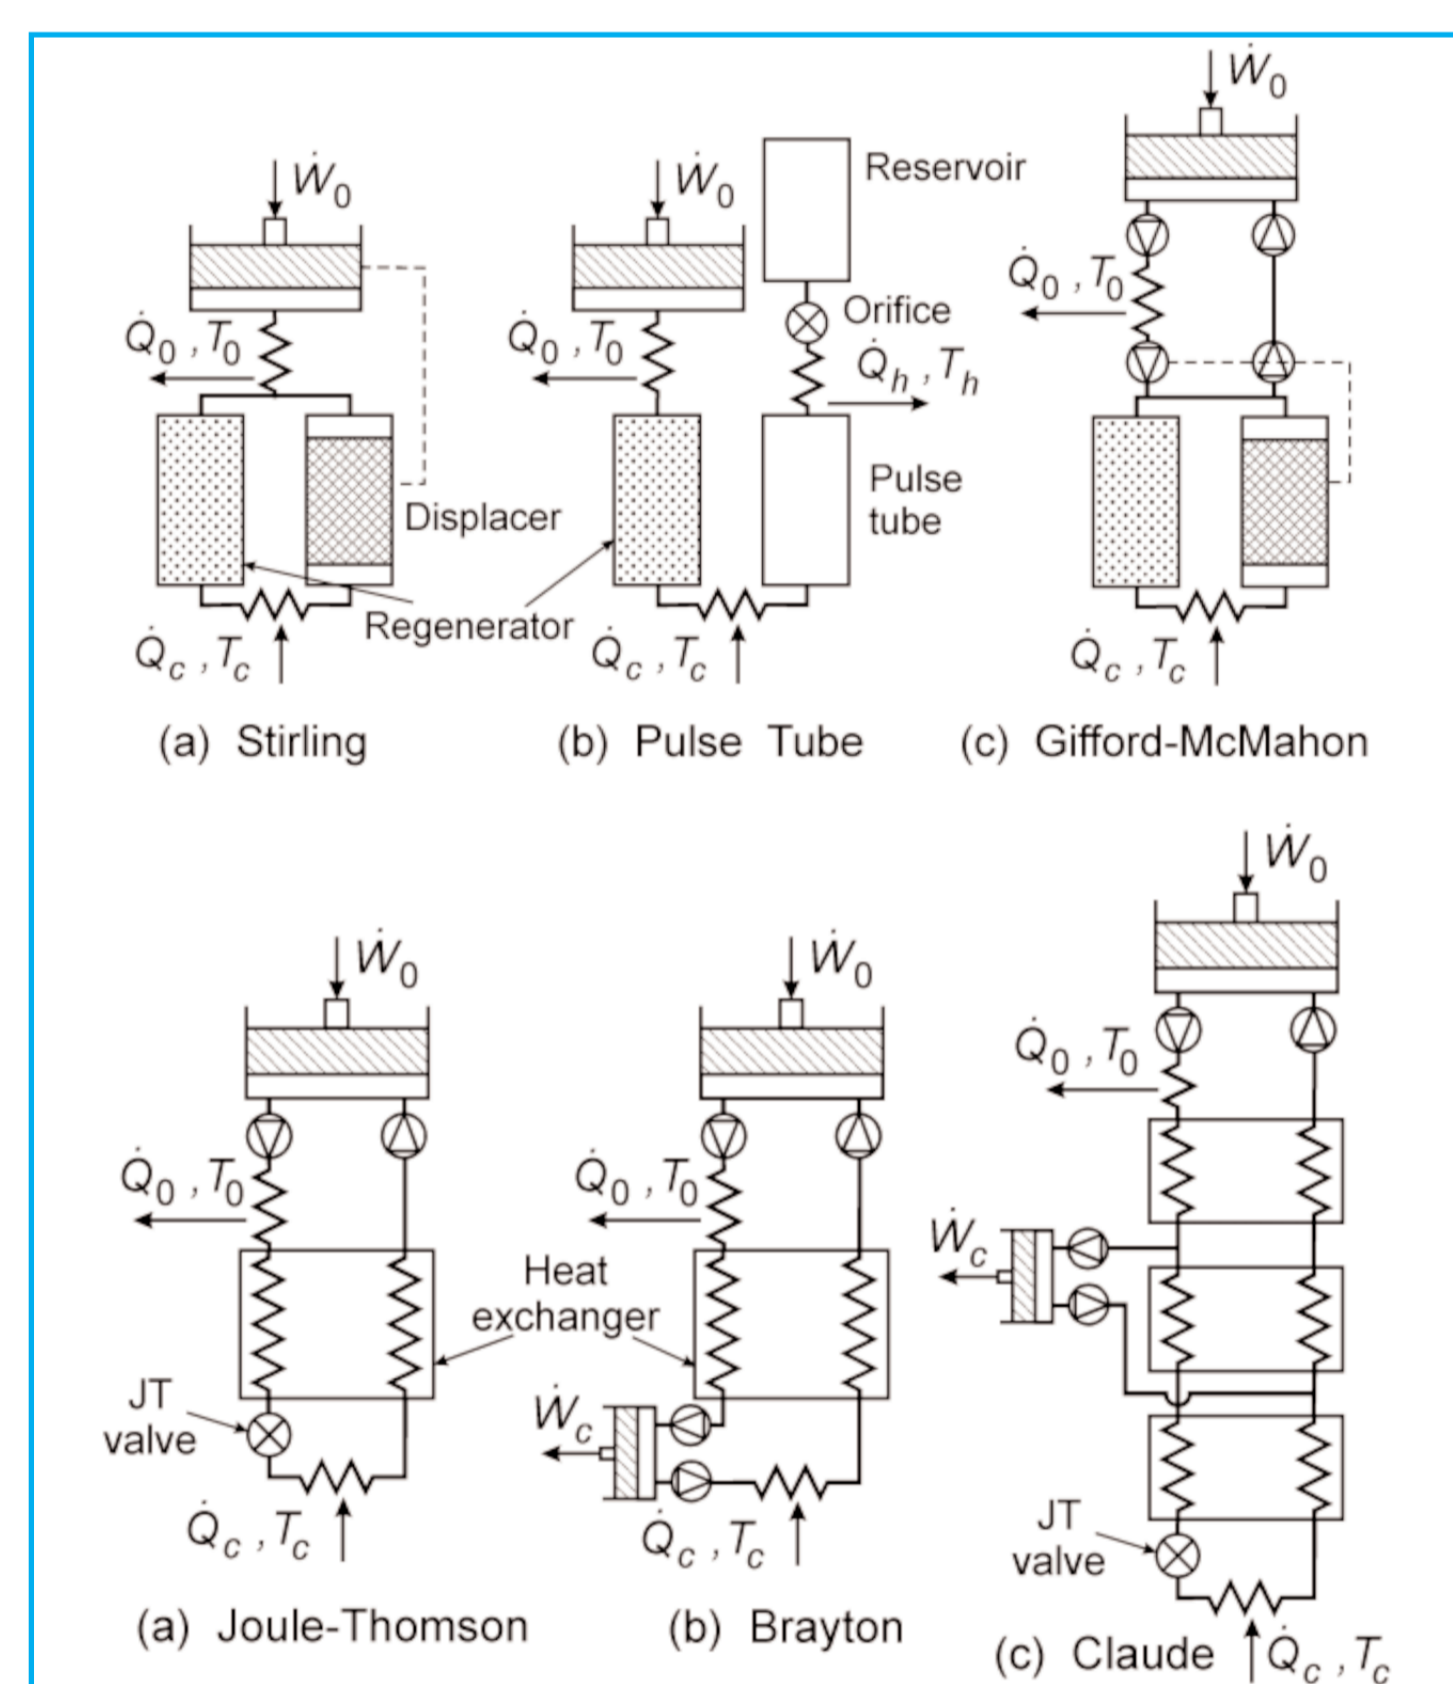 Ẇ0
Q̇0 , T0
Displacer
Regenerator
Q̇c , Tc
(a) Stirling
Ẇ0
Reservoir
Orifice
Q̇0 , T0
Q̇h , Th
Pulse
tube
Q̇c , Tc
(b) Pulse Tube
Ẇ0
Q̇0 , T0
Q̇c , Tc
(c) Gifford-McMahon
Ẇ0
Q̇0 , T0
JT
valve
Q̇c , Tc
(a) Joule-Thomson
Ẇ0
Q̇0 , T0
Heat
exchanger
Ẇc
Q̇c , Tc
(b) Brayton
Ẇ0
Q̇0 , T0
Ẇc
JT
valve
(c) Claude
Q̇c , Tc